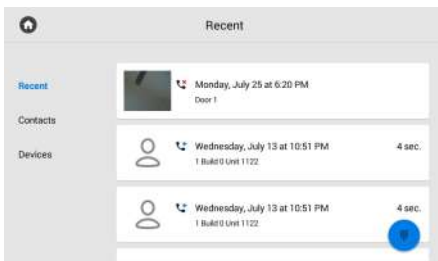 Recent
Recent
Contacts
Devices
Monday, July 25 at 6:20 PM
Door 1
Wednesday, July 13 at 10:51 PM
4 sec.
1 Build 0 Unit 1122
Wednesday, July 13 at 10:51 PM
4 sec.
1 Build 0 Unit 1122